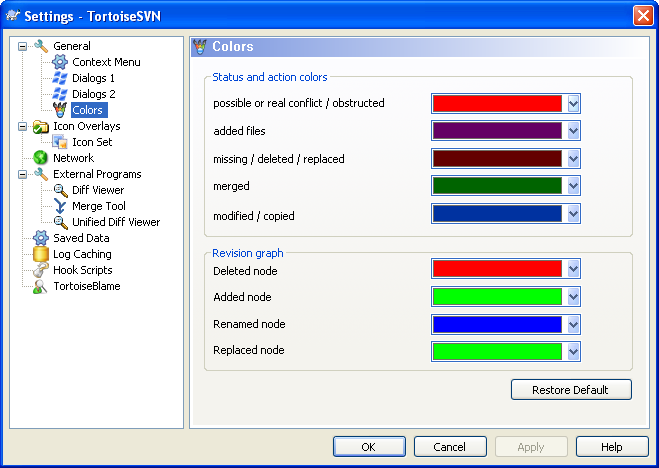 Settings - TortoiseSVN
General
Context Menu
Dialogs 1
Dialogs 2
Colors
Icon Overlays
Icon Set
Network
External Programs
Diff Viewer
Merge Tool
Unified Diff Viewer
Saved Data
Log Caching
Hook Scripts
TortoiseBlame
Colors
Status and action colors
possible or real conflict / obstructed
added files
missing / deleted / replaced
merged
modified / copied
Revision graph
Deleted node
Added node
Renamed node
Replaced node
Restore Default
OK Cancel Apply Help